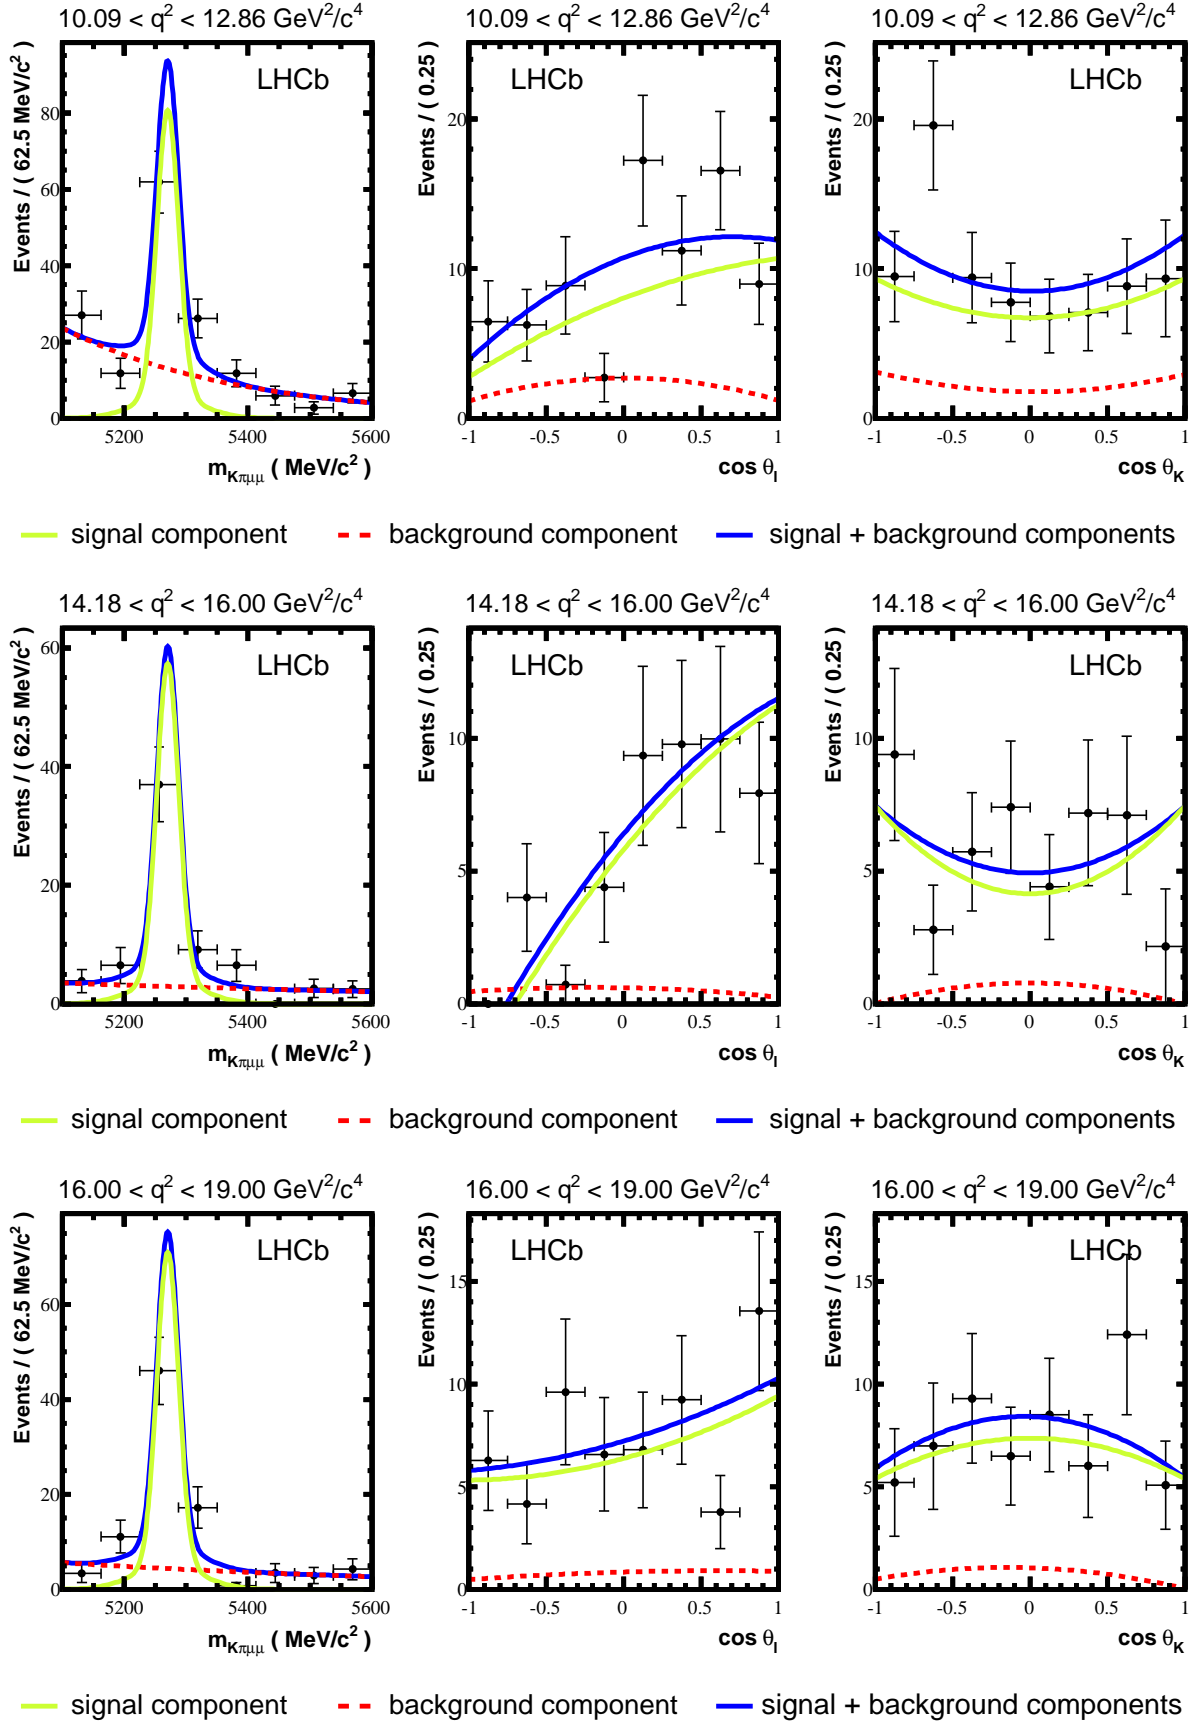 10.09 < q² < 12.86 GeV²/c⁴
10.09 < q² < 12.86 GeV²/c⁴
10.09 < q² < 12.86 GeV²/c⁴
Events / ( 62.5 MeV/c² )
80
60
40
20
0
LHCb
5200
5400
5600
m_Kπμμ ( MeV/c² )
Events / ( 0.25 )
20
10
0
LHCb
-1
-0.5
0
0.5
1
cos θ_l
Events / ( 0.25 )
20
10
0
LHCb
-1
-0.5
0
0.5
1
cos θ_K
signal component
background component
signal + background components
14.18 < q² < 16.00 GeV²/c⁴
14.18 < q² < 16.00 GeV²/c⁴
14.18 < q² < 16.00 GeV²/c⁴
Events / ( 62.5 MeV/c² )
60
40
20
0
LHCb
5200
5400
5600
m_Kπμμ ( MeV/c² )
Events / ( 0.25 )
10
5
0
LHCb
-1
-0.5
0
0.5
1
cos θ_l
Events / ( 0.25 )
10
5
0
LHCb
-1
-0.5
0
0.5
1
cos θ_K
signal component
background component
signal + background components
16.00 < q² < 19.00 GeV²/c⁴
16.00 < q² < 19.00 GeV²/c⁴
16.00 < q² < 19.00 GeV²/c⁴
Events / ( 62.5 MeV/c² )
60
40
20
0
LHCb
5200
5400
5600
m_Kπμμ ( MeV/c² )
Events / ( 0.25 )
15
10
5
0
LHCb
-1
-0.5
0
0.5
1
cos θ_l
Events / ( 0.25 )
15
10
5
0
LHCb
-1
-0.5
0
0.5
1
cos θ_K
signal component
background component
signal + background components